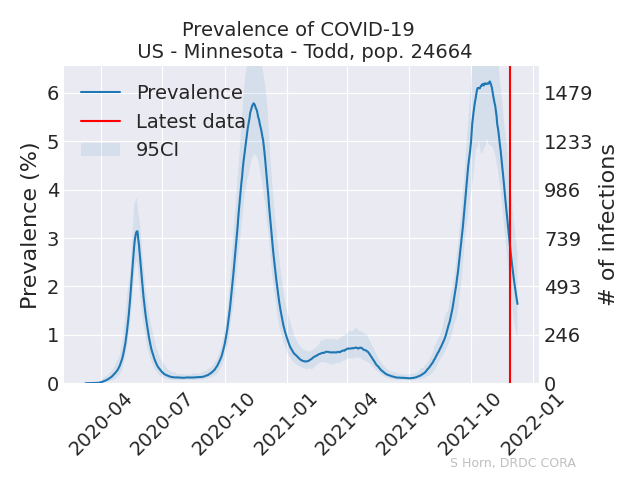 Prevalence of COVID-19
US - Minnesota - Todd, pop. 24664
Prevalence
Latest data
95CI
Prevalence (%)
6
5
4
3
2
1
0
1479
1233
986
739
493
246
0
# of infections
2020-04
2020-07
2020-10
2021-01
2021-04
2021-07
2021-10
2022-01
S Horn, DRDC CORA